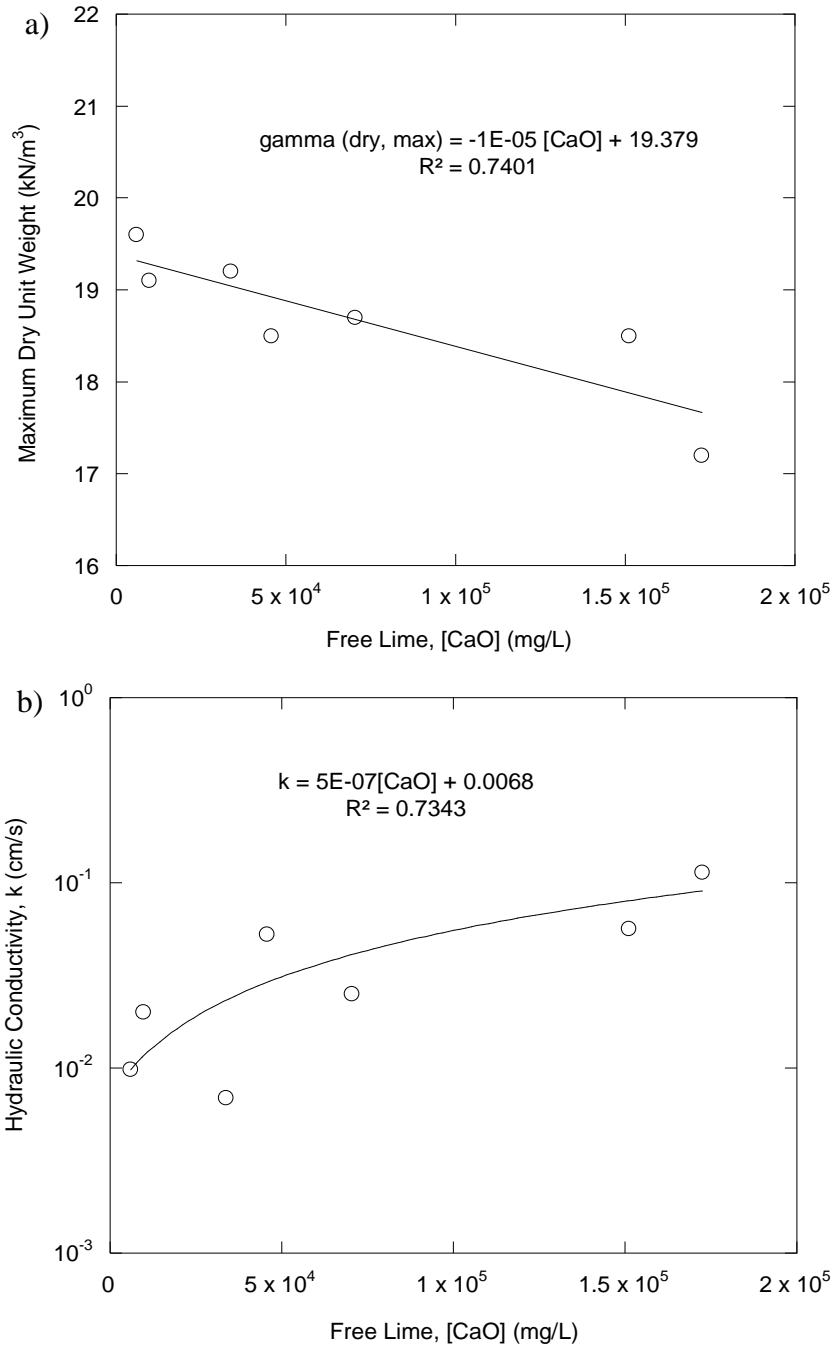 a)
22
21
20
19
18
17
16
Maximum Dry Unit Weight (kN/m³)
gamma (dry, max) = -1E-05 [CaO] + 19.379
R² = 0.7401
0
5 x 10⁴
1 x 10⁵
1.5 x 10⁵
2 x 10⁵
Free Lime, [CaO] (mg/L)
b)
10⁰
10⁻¹
10⁻²
10⁻³
Hydraulic Conductivity, k (cm/s)
k = 5E-07[CaO] + 0.0068
R² = 0.7343
0
5 x 10⁴
1 x 10⁵
1.5 x 10⁵
2 x 10⁵
Free Lime, [CaO] (mg/L)